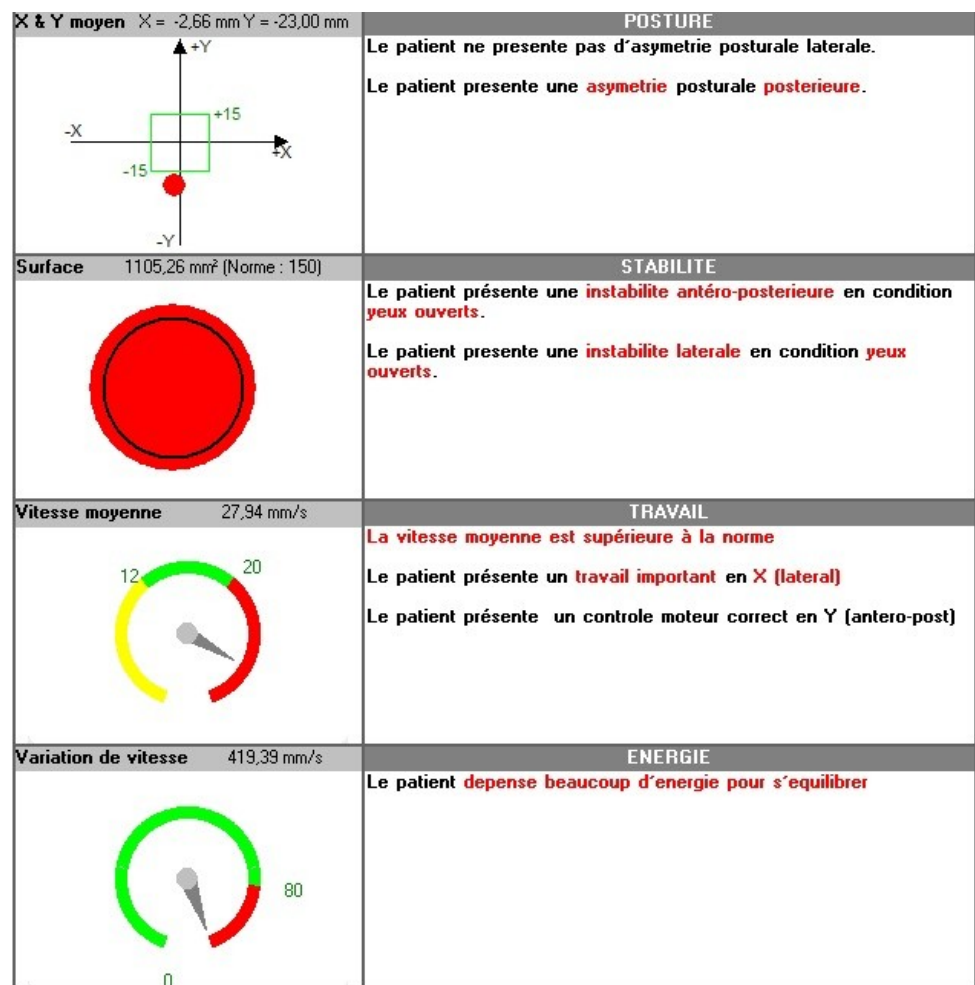 X & Y moyen X = -2,66 mm Y = -23,00 mm
POSTURE
+Y
-X
+15
+X
-15
-Y
Le patient ne presente pas d'asymetrie posturale laterale.
Le patient presente une asymetrie posturale posterieure.
Surface 1105,26 mm² (Norme : 150)
STABILITE
Le patient présente une instabilite antéro-posterieure en condition
yeux ouverts.
Le patient presente une instabilite laterale en condition yeux
ouverts.
Vitesse moyenne 27,94 mm/s
TRAVAIL
12
20
La vitesse moyenne est supérieure à la norme
Le patient présente un travail important en X (lateral)
Le patient présente un controle moteur correct en Y (antero-post)
Variation de vitesse 419,39 mm/s
ENERGIE
80
0
Le patient depense beaucoup d'energie pour s'equilibrer